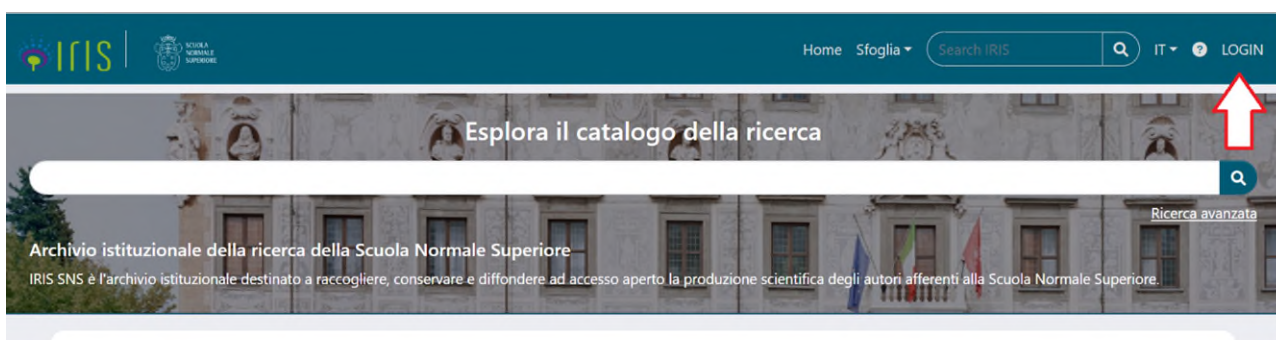 IRIS
SCUOLA
NORMALE
SUPERIORE
Home Sfoglia Search IRIS IT ? LOGIN
Esplora il catalogo della ricerca
Ricerca avanzata
Archivio istituzionale della ricerca della Scuola Normale Superiore
IRIS SNS è l'archivio istituzionale destinato a raccogliere, conservare e diffondere ad accesso aperto la produzione scientifica degli autori afferenti alla Scuola Normale Superiore.